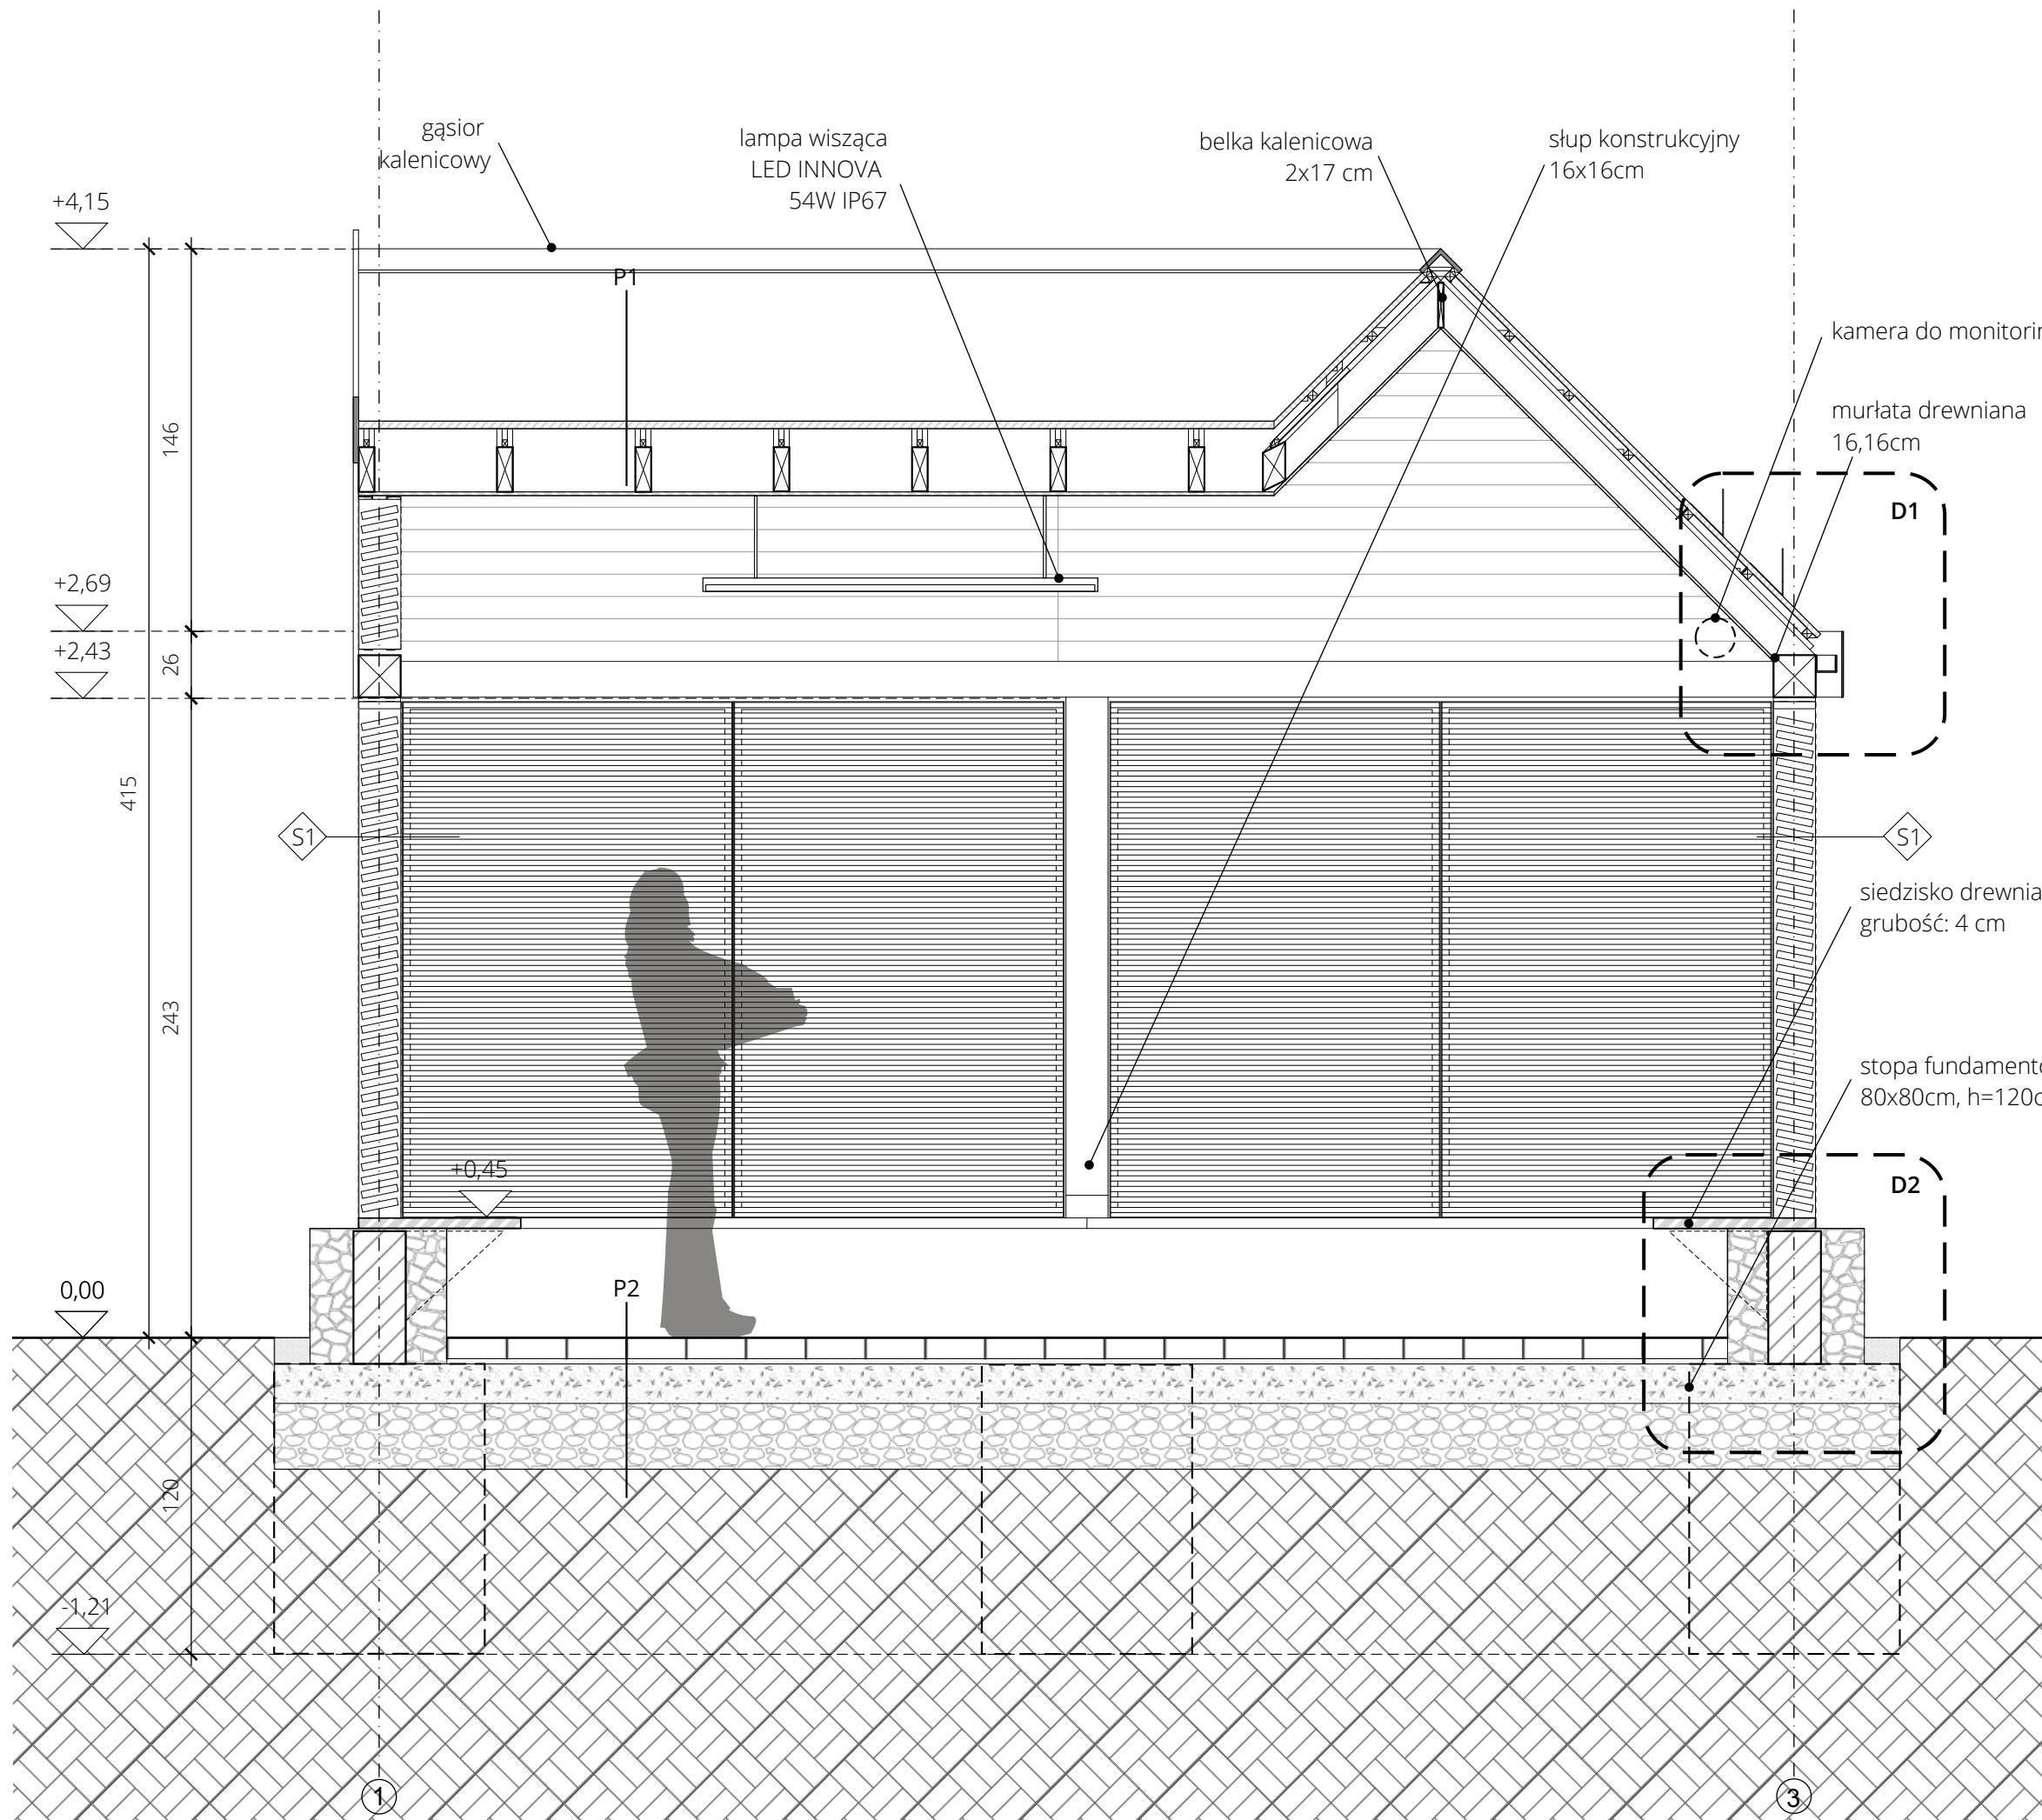 gąsior
kalenicowy
lampa wisząca
LED INNOVA
54W IP67
belka kalenicowa
2x17 cm
słup konstrukcyjny
16x16cm
+4,15
P1
kamera do monitorin
murłata drewniana
16,16cm
146
D1
+2,69
+2,43
26
415
S1
S1
siedzisko drewnia
grubość: 4 cm
243
stopa fundamento
80x80cm, h=120c
+0,45
D2
0,00
P2
120
-1,21
1
3